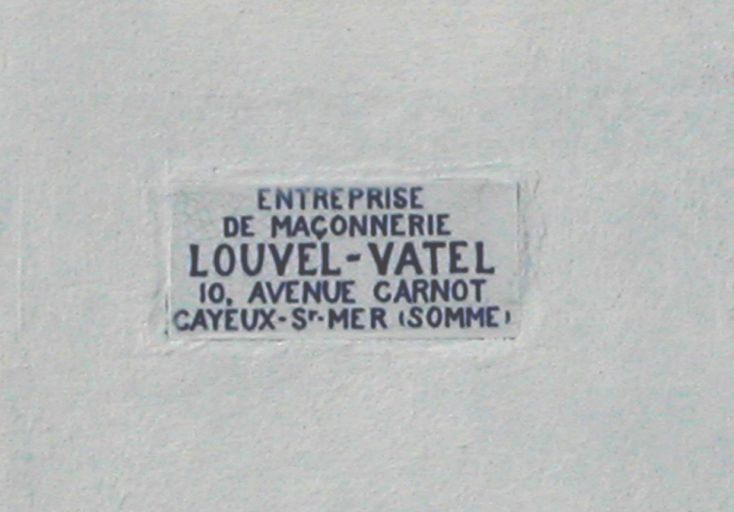 ENTREPRISE
DE MAÇONNERIE
LOUVEL-VATEL
10, AVENUE CARNOT
CAYEUX-Sr-MER (SOMME)